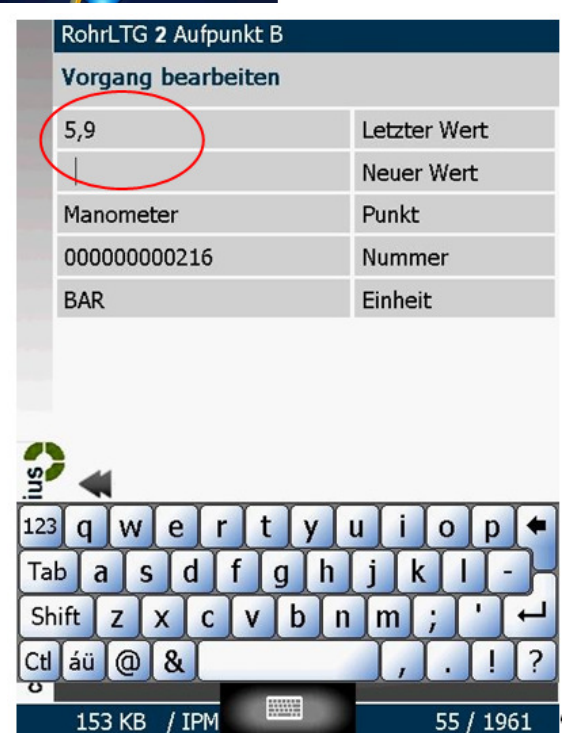 RohrLTG 2 Aufpunkt B
Vorgang bearbeiten
5,9 Letzter Wert
Neuer Wert
Manometer Punkt
000000000216 Nummer
BAR Einheit
ius
123 q w e r t y u i o p
Tab a s d f g h j k l -
Shift z x c v b n m ; '
Ctl áü @ & , . ! ?
153 KB / IPM 55 / 1961